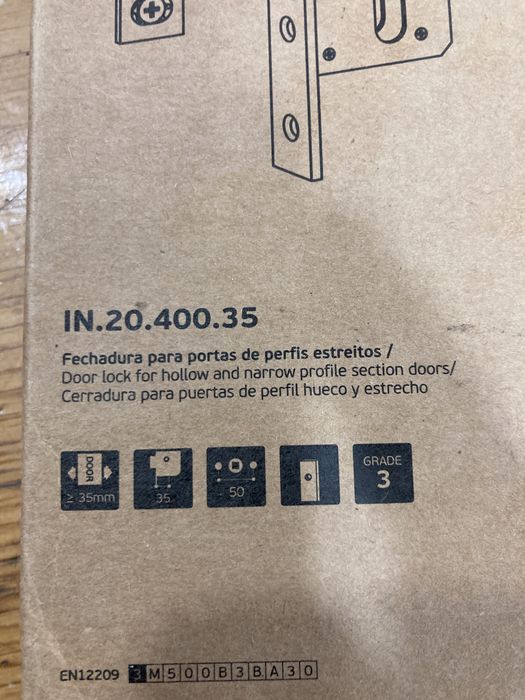 IN.20.400.35
Fechadura para portas de perfis estreitos /
Door lock for hollow and narrow profile section doors/
Cerradura para puertas de perfil hueco y estrecho
DOOR
≥ 35mm
35
50
GRADE
3
EN12209 3 M 5 0 0 B 3 B A 3 0